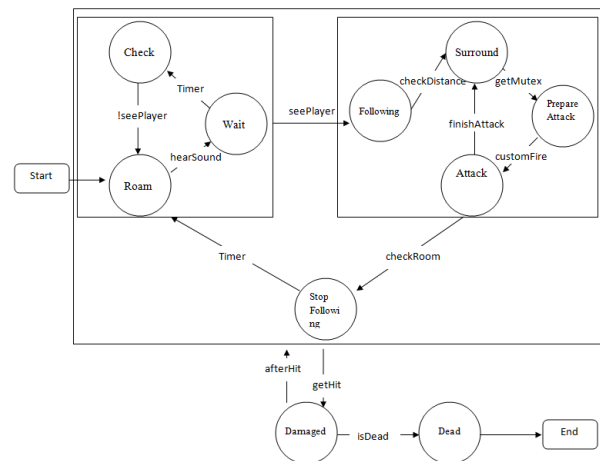 Check
Surround
Timer
checkDistance
getMutex
!seePlayer
Wait
seePlayer
Following
Prepare
Attack
finishAttack
hearSound
customFire
Start
Roam
Attack
Timer
checkRoom
Stop
Followi
ng
afterHit
getHit
Damaged
isDead
Dead
End